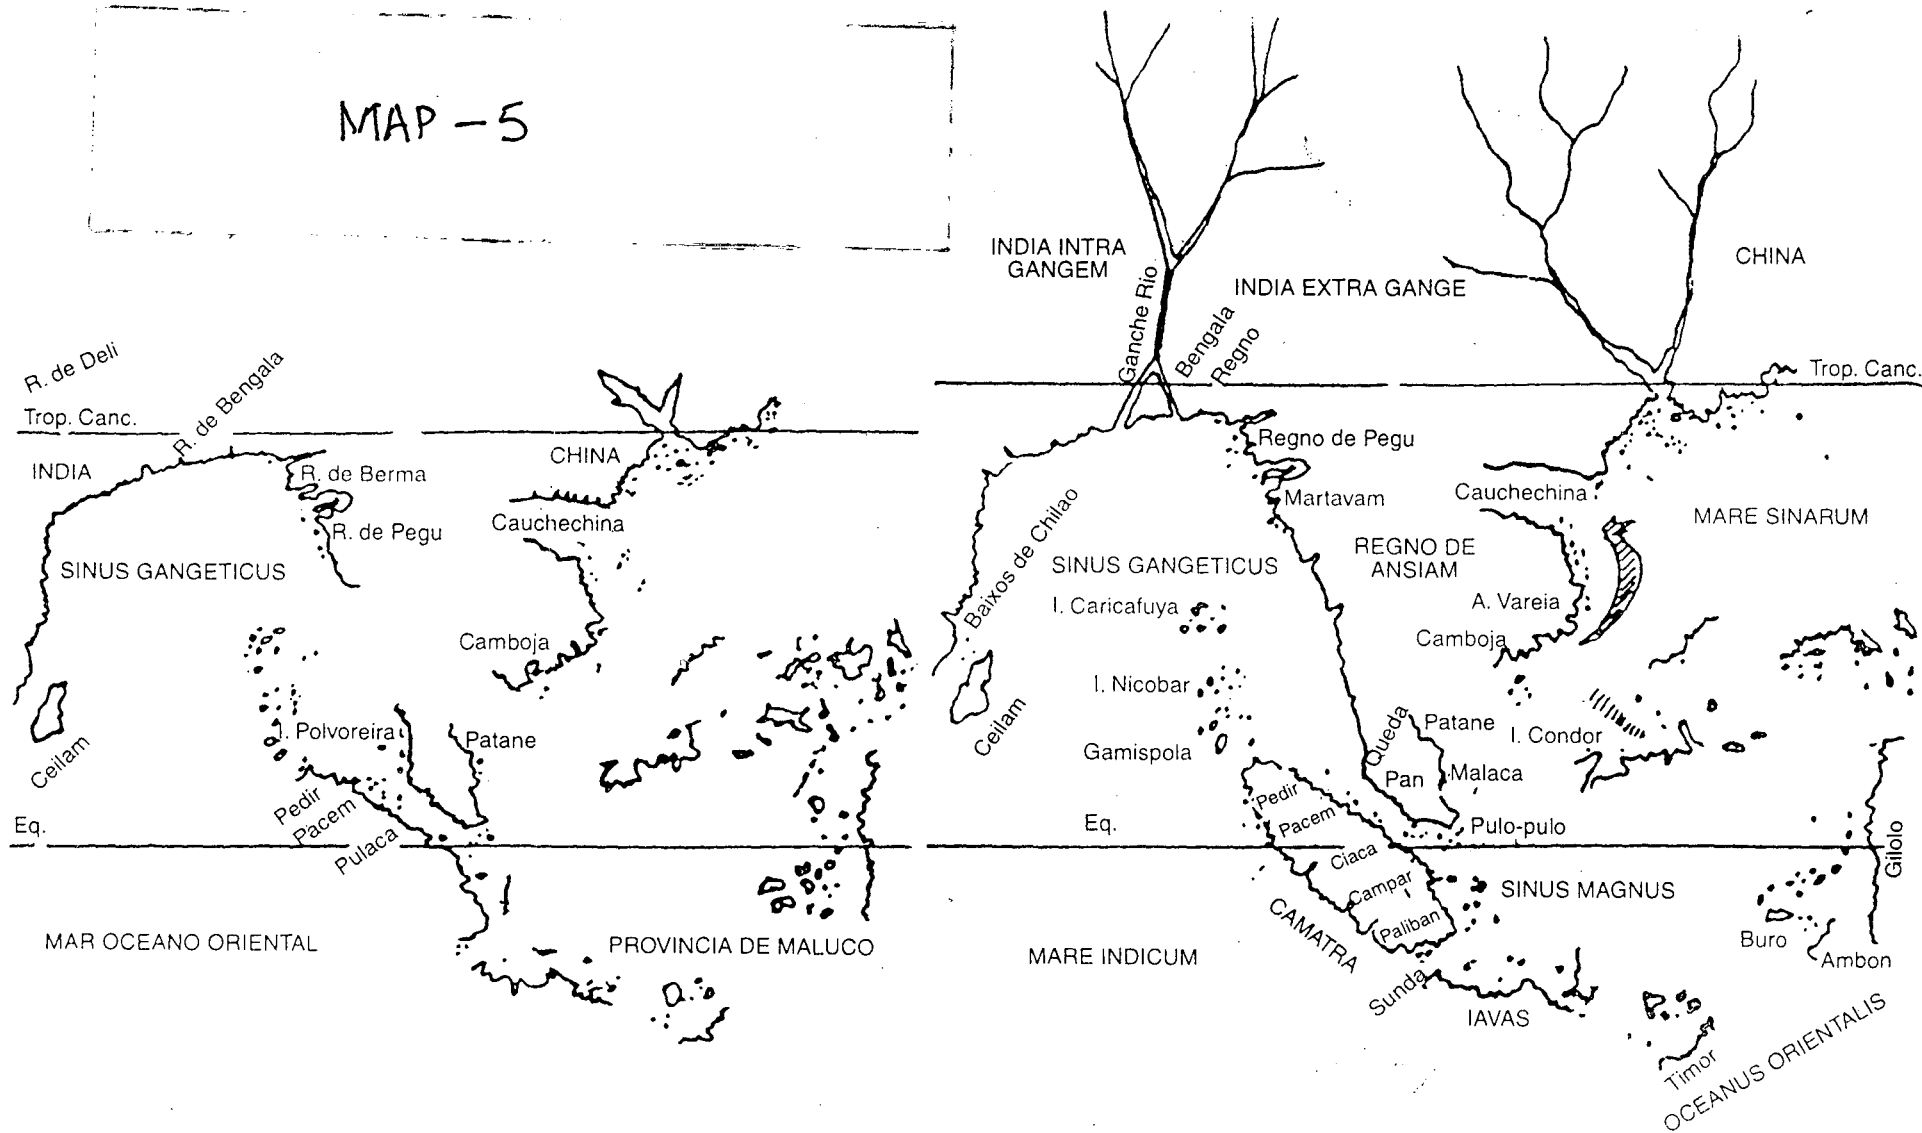 MAP - 5
R. de Deli
Trop. Canc.
R. de Bengala
INDIA
R. de Berma
CHINA
R. de Pegu
Cauchechina
SINUS GANGETICUS
Camboja
I. Polvoreira
Patane
Ceilam
Pedir
Pacem
Pulaca
Eq.
MAR OCEANO ORIENTAL
PROVINCIA DE MALUCO
INDIA INTRA
GANGEM
Ganche Rio
INDIA EXTRA GANGE
Bengala
Regno
CHINA
Trop. Canc.
Regno de Pegu
Martavam
Cauchechina
MARE SINARUM
Baixos de Chilao
SINUS GANGETICUS
REGNO DE
ANSIAM
I. Caricafuya
A. Vareia
Camboja
I. Nicobar
Ceilam
Gamispola
Queda
Patane
I. Condor
Pan
Malaca
Pedir
Pacem
Eq.
Pulo-pulo
Ciaca
Campar
Paliban
CAMATRA
SINUS MAGNUS
Gilolo
Buro
Ambon
MARE INDICUM
Sunda
IAVAS
Timor
OCEANUS ORIENTALIS